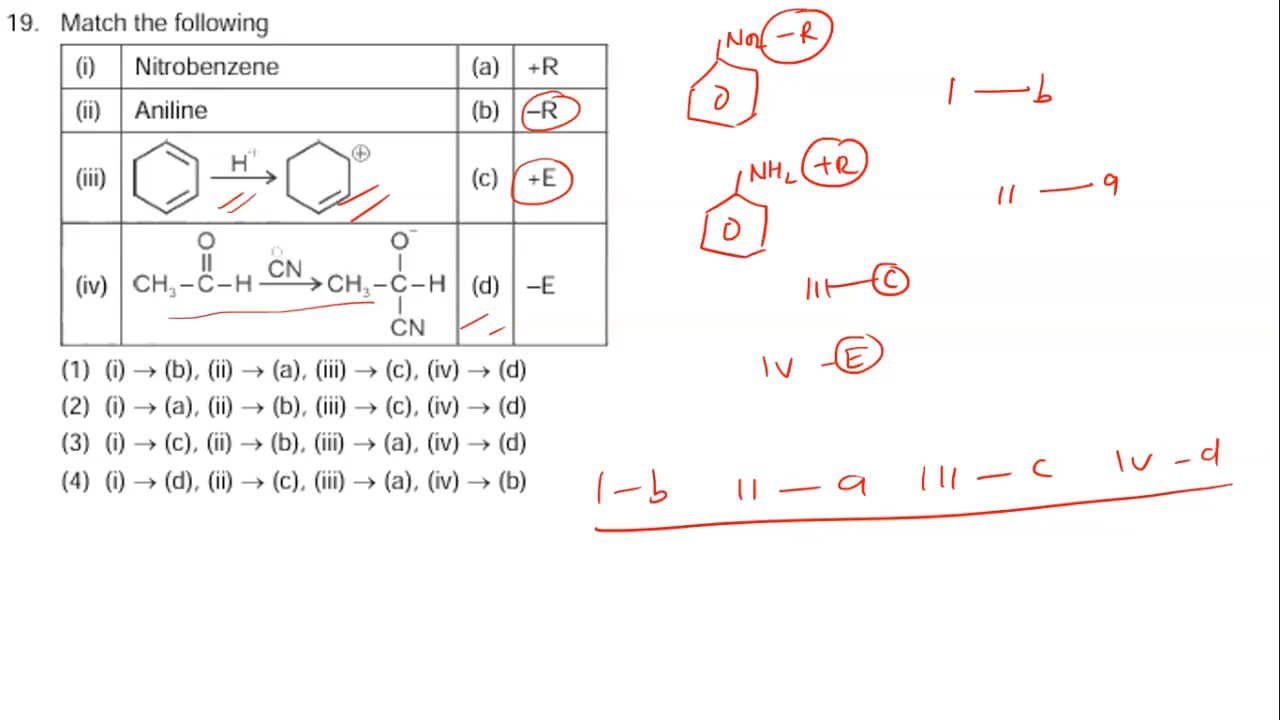 19. Match the following
(i) Nitrobenzene (a) +R
(ii) Aniline (b) –R
(iii) H⁺ ⊕ (c) +E
(iv) CH₃–C(=O)–H ⊖CN → CH₃–C(O⁻)(CN)–H (d) –E
(1) (i) → (b), (ii) → (a), (iii) → (c), (iv) → (d)
(2) (i) → (a), (ii) → (b), (iii) → (c), (iv) → (d)
(3) (i) → (c), (ii) → (b), (iii) → (a), (iv) → (d)
(4) (i) → (d), (ii) → (c), (iii) → (a), (iv) → (b)
NO₂ –R
I — b
NH₂ +R
II — a
III — C
IV –E
I – b II — a III — c IV – d